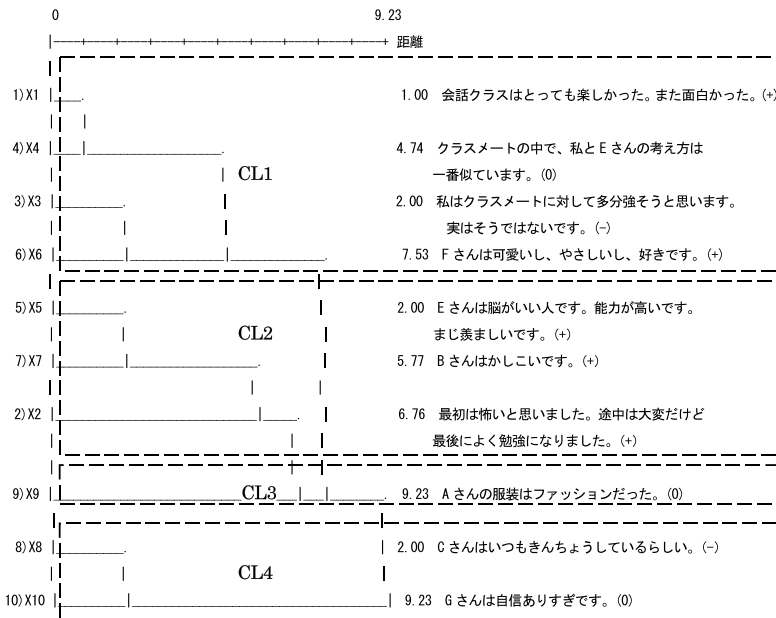 0 9.23
|----+----+----+----+----+----+----+----+----+----+ 距離
1)X1 1.00 会話クラスはとっても楽しかった。また面白かった。(+)
4)X4 4.74 クラスメートの中で、私とEさんの考え方は
CL1 一番似ています。(0)
3)X3 2.00 私はクラスメートに対して多分強そうと思います。
実はそうではないです。(−)
6)X6 7.53 Fさんは可愛いし、やさしいし、好きです。(+)
5)X5 2.00 Eさんは脳がいい人です。能力が高いです。
CL2 まじ羨ましいです。(+)
7)X7 5.77 Bさんはかしこいです。(+)
2)X2 6.76 最初は怖いと思いました。途中は大変だけど
最後によく勉強になりました。(+)
9)X9 CL3 9.23 Aさんの服装はファッションだった。(0)
8)X8 2.00 Cさんはいつもきんちょうしているらしい。(−)
CL4
10)X10 9.23 Gさんは自信ありすぎです。(0)